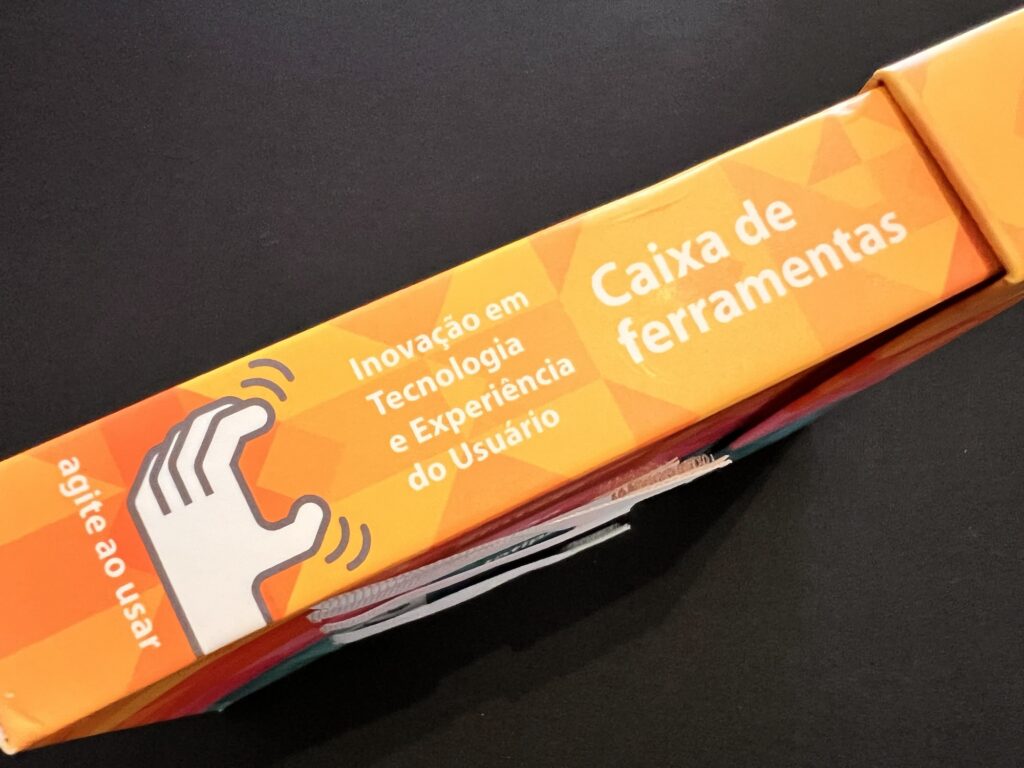 Caixa de
ferramentas
Inovação em
Tecnologia
e Experiência
do Usuário
agite ao usar